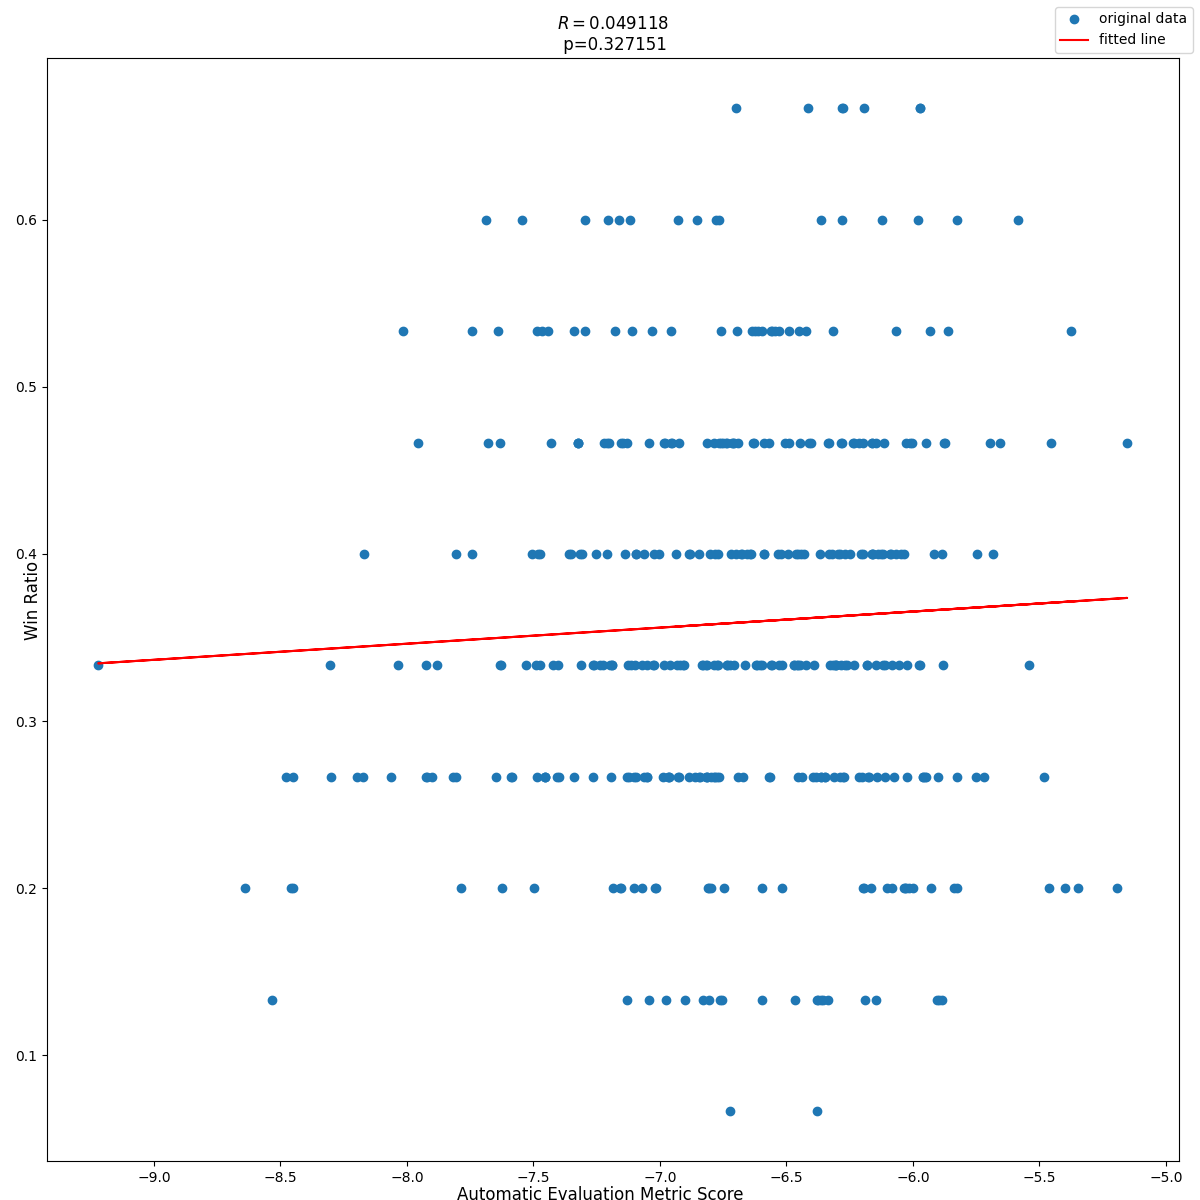 R = 0.049118
p=0.327151
original data
fitted line
Win Ratio
0.6
0.5
0.4
0.3
0.2
0.1
−9.0 −8.5 −8.0 −7.5 −7.0 −6.5 −6.0 −5.5 −5.0
Automatic Evaluation Metric Score